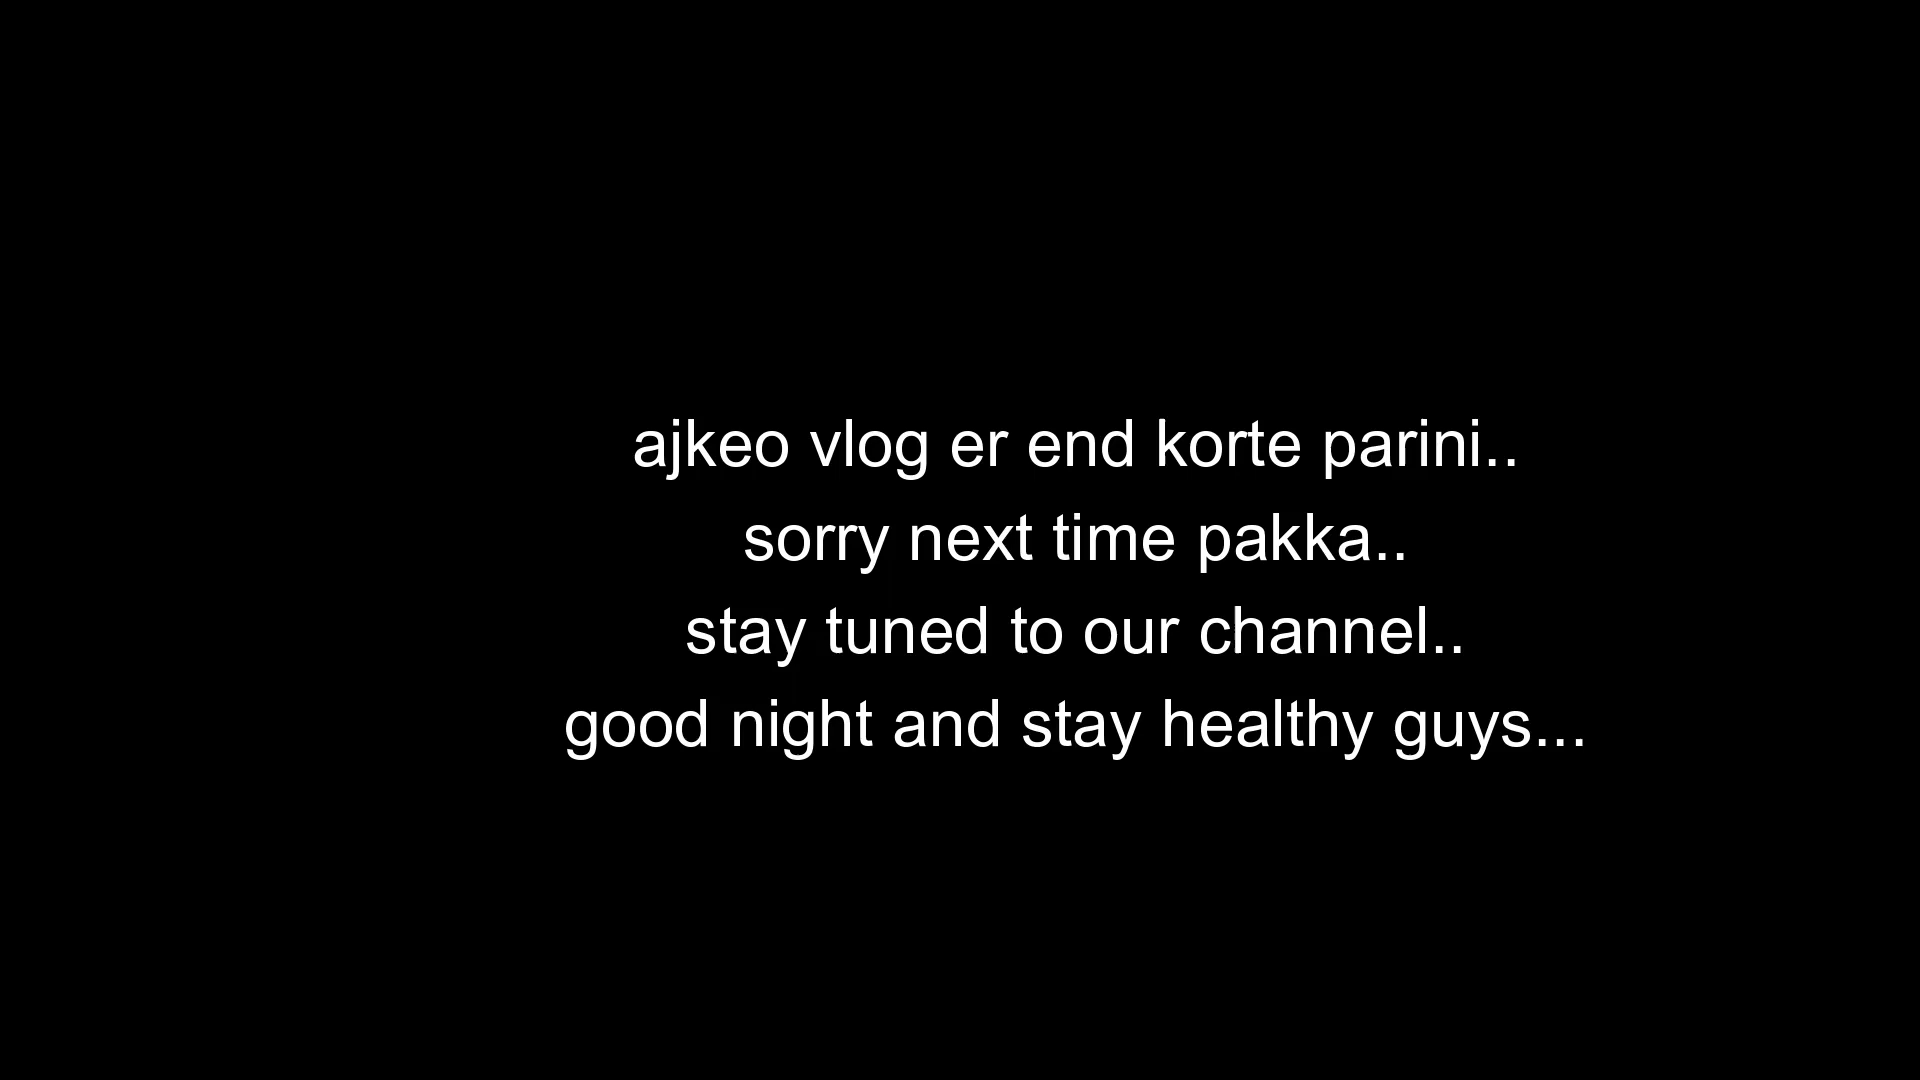 ajkeo vlog er end korte parini..
sorry next time pakka..
stay tuned to our channel..
good night and stay healthy guys...